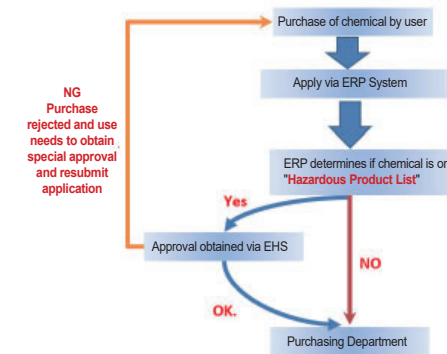 Purchase of chemical by user
Apply via ERP System
NG
Purchase
rejected and use
needs to obtain
special approval
and resubmit
application
ERP determines if chemical is on
"Hazardous Product List"
Yes
Approval obtained via EHS
NO
OK.
Purchasing Department